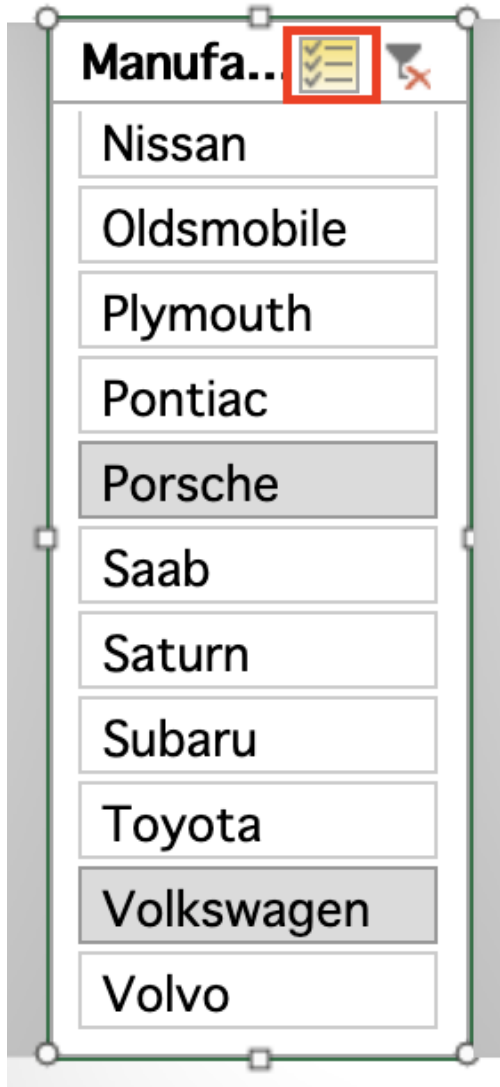 Manufa...
Nissan
Oldsmobile
Plymouth
Pontiac
Porsche
Saab
Saturn
Subaru
Toyota
Volkswagen
Volvo